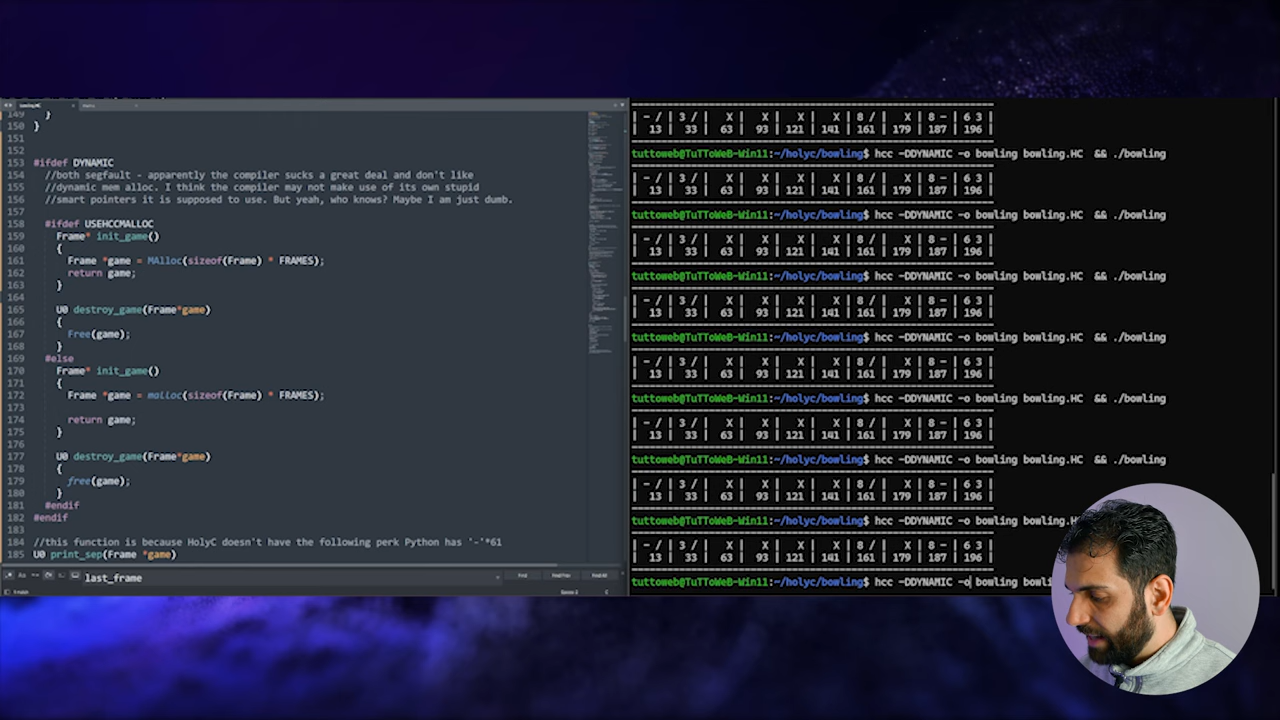 bowling.HC
menu
149 }
150 }
151
152
153 #ifdef DYNAMIC
154 //both segfault - apparently the compiler sucks a great deal and don't like
155 //dynamic mem alloc. I think the compiler may not make use of its own stupid
156 //smart pointers it is supposed to use. But yeah, who knows? Maybe I am just dumb.
157
158 #ifdef USEHCCMALLOC
159 Frame* init_game()
160 {
161 Frame *game = MAlloc(sizeof(Frame) * FRAMES);
162 return game;
163 }
164
165 U0 destroy_game(Frame*game)
166 {
167 Free(game);
168 }
169 #else
170 Frame* init_game()
171 {
172 Frame *game = malloc(sizeof(Frame) * FRAMES);
173
174 return game;
175 }
176
177 U0 destroy_game(Frame*game)
178 {
179 free(game);
180 }
181 #endif
182 #endif
183
184 //this function is because HolyC doesn't have the following perk Python has '-'*61
185 U0 print_sep(Frame *game)
last_frame
Find
Find Prev
Find All
| - / | 3 / | X | X | X | X | 8 / | X | 8 - | 6 3 |
| 13 | 33 | 63 | 93 | 121 | 141 | 161 | 179 | 187 | 196 |
tuttoweb@TuTToWeB-Win11:~/holyc/bowling$ hcc -DDYNAMIC -o bowling bowling.HC && ./bowling
| - / | 3 / | X | X | X | X | 8 / | X | 8 - | 6 3 |
| 13 | 33 | 63 | 93 | 121 | 141 | 161 | 179 | 187 | 196 |
tuttoweb@TuTToWeB-Win11:~/holyc/bowling$ hcc -DDYNAMIC -o bowling bowling.HC && ./bowling
| - / | 3 / | X | X | X | X | 8 / | X | 8 - | 6 3 |
| 13 | 33 | 63 | 93 | 121 | 141 | 161 | 179 | 187 | 196 |
tuttoweb@TuTToWeB-Win11:~/holyc/bowling$ hcc -DDYNAMIC -o bowling bowling.HC && ./bowling
| - / | 3 / | X | X | X | X | 8 / | X | 8 - | 6 3 |
| 13 | 33 | 63 | 93 | 121 | 141 | 161 | 179 | 187 | 196 |
tuttoweb@TuTToWeB-Win11:~/holyc/bowling$ hcc -DDYNAMIC -o bowling bowling.HC && ./bowling
| - / | 3 / | X | X | X | X | 8 / | X | 8 - | 6 3 |
| 13 | 33 | 63 | 93 | 121 | 141 | 161 | 179 | 187 | 196 |
tuttoweb@TuTToWeB-Win11:~/holyc/bowling$ hcc -DDYNAMIC -o bowling bowling.HC && ./bowling
| - / | 3 / | X | X | X | X | 8 / | X | 8 - | 6 3 |
| 13 | 33 | 63 | 93 | 121 | 141 | 161 | 179 | 187 | 196 |
tuttoweb@TuTToWeB-Win11:~/holyc/bowling$ hcc -DDYNAMIC -o bowling bowling.HC && ./bowling
| - / | 3 / | X | X | X | X | 8 / | X | 8 - | 6 3 |
| 13 | 33 | 63 | 93 | 121 | 141 | 161 | 179 | 187 | 196 |
tuttoweb@TuTToWeB-Win11:~/holyc/bowling$ hcc -DDYNAMIC -o bowling bowling.H
| - / | 3 / | X | X | X | X | 8 / | X | 8 - | 6 3 |
| 13 | 33 | 63 | 93 | 121 | 141 | 161 | 179 | 187 | 196 |
tuttoweb@TuTToWeB-Win11:~/holyc/bowling$ hcc -DDYNAMIC -o bowling bowli